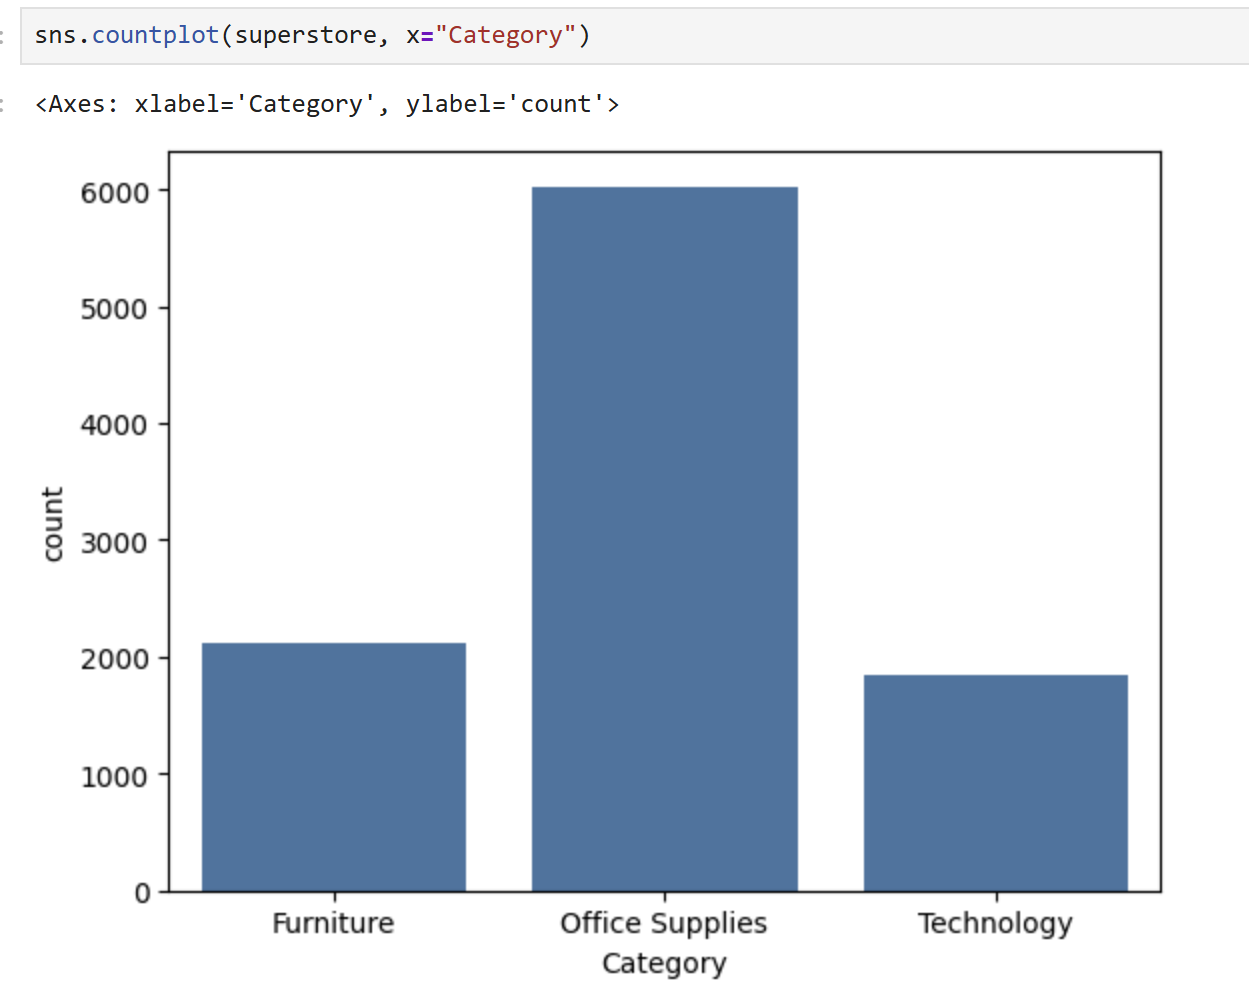 sns.countplot(superstore, x="Category")
<Axes: xlabel='Category', ylabel='count'>
6000
5000
4000
3000
2000
1000
0
count
Furniture
Office Supplies
Technology
Category